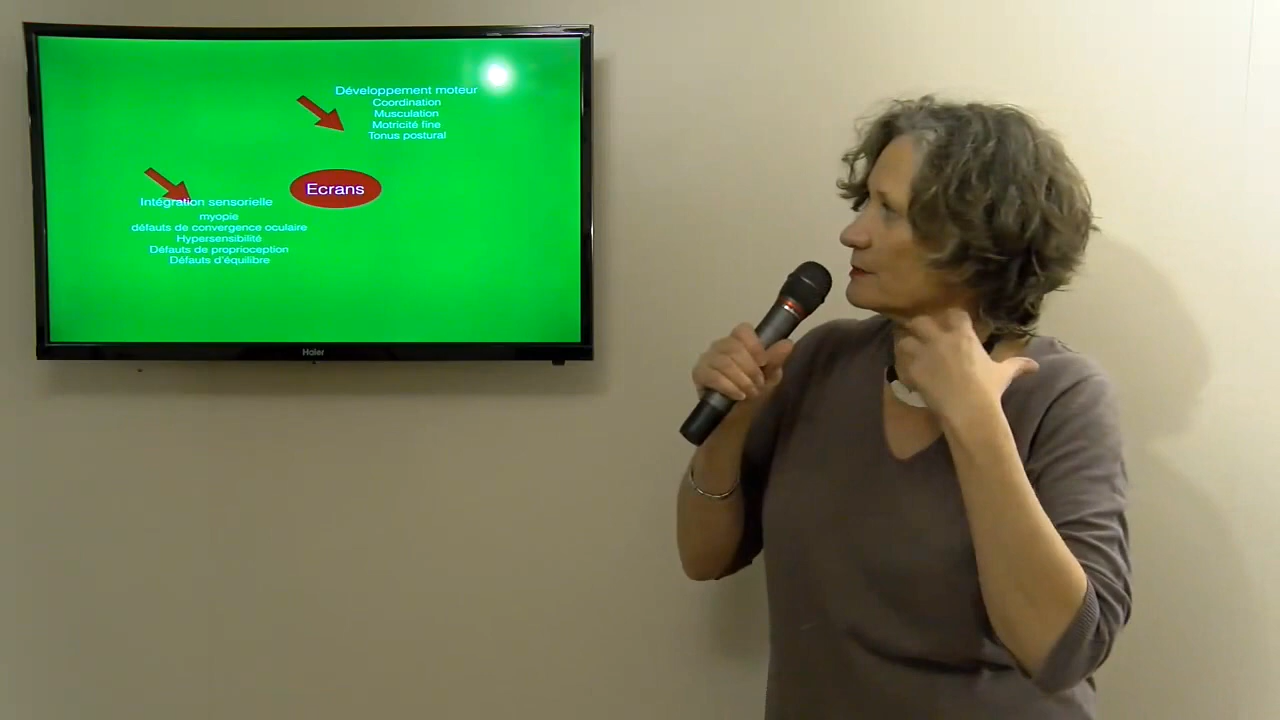 Développement moteur
Coordination
Musculation
Motricité fine
Tonus postural
Ecrans
Intégration sensorielle
myopie
défauts de convergence oculaire
Hypersensibilité
Défauts de proprioception
Défauts d'équilibre
Haier